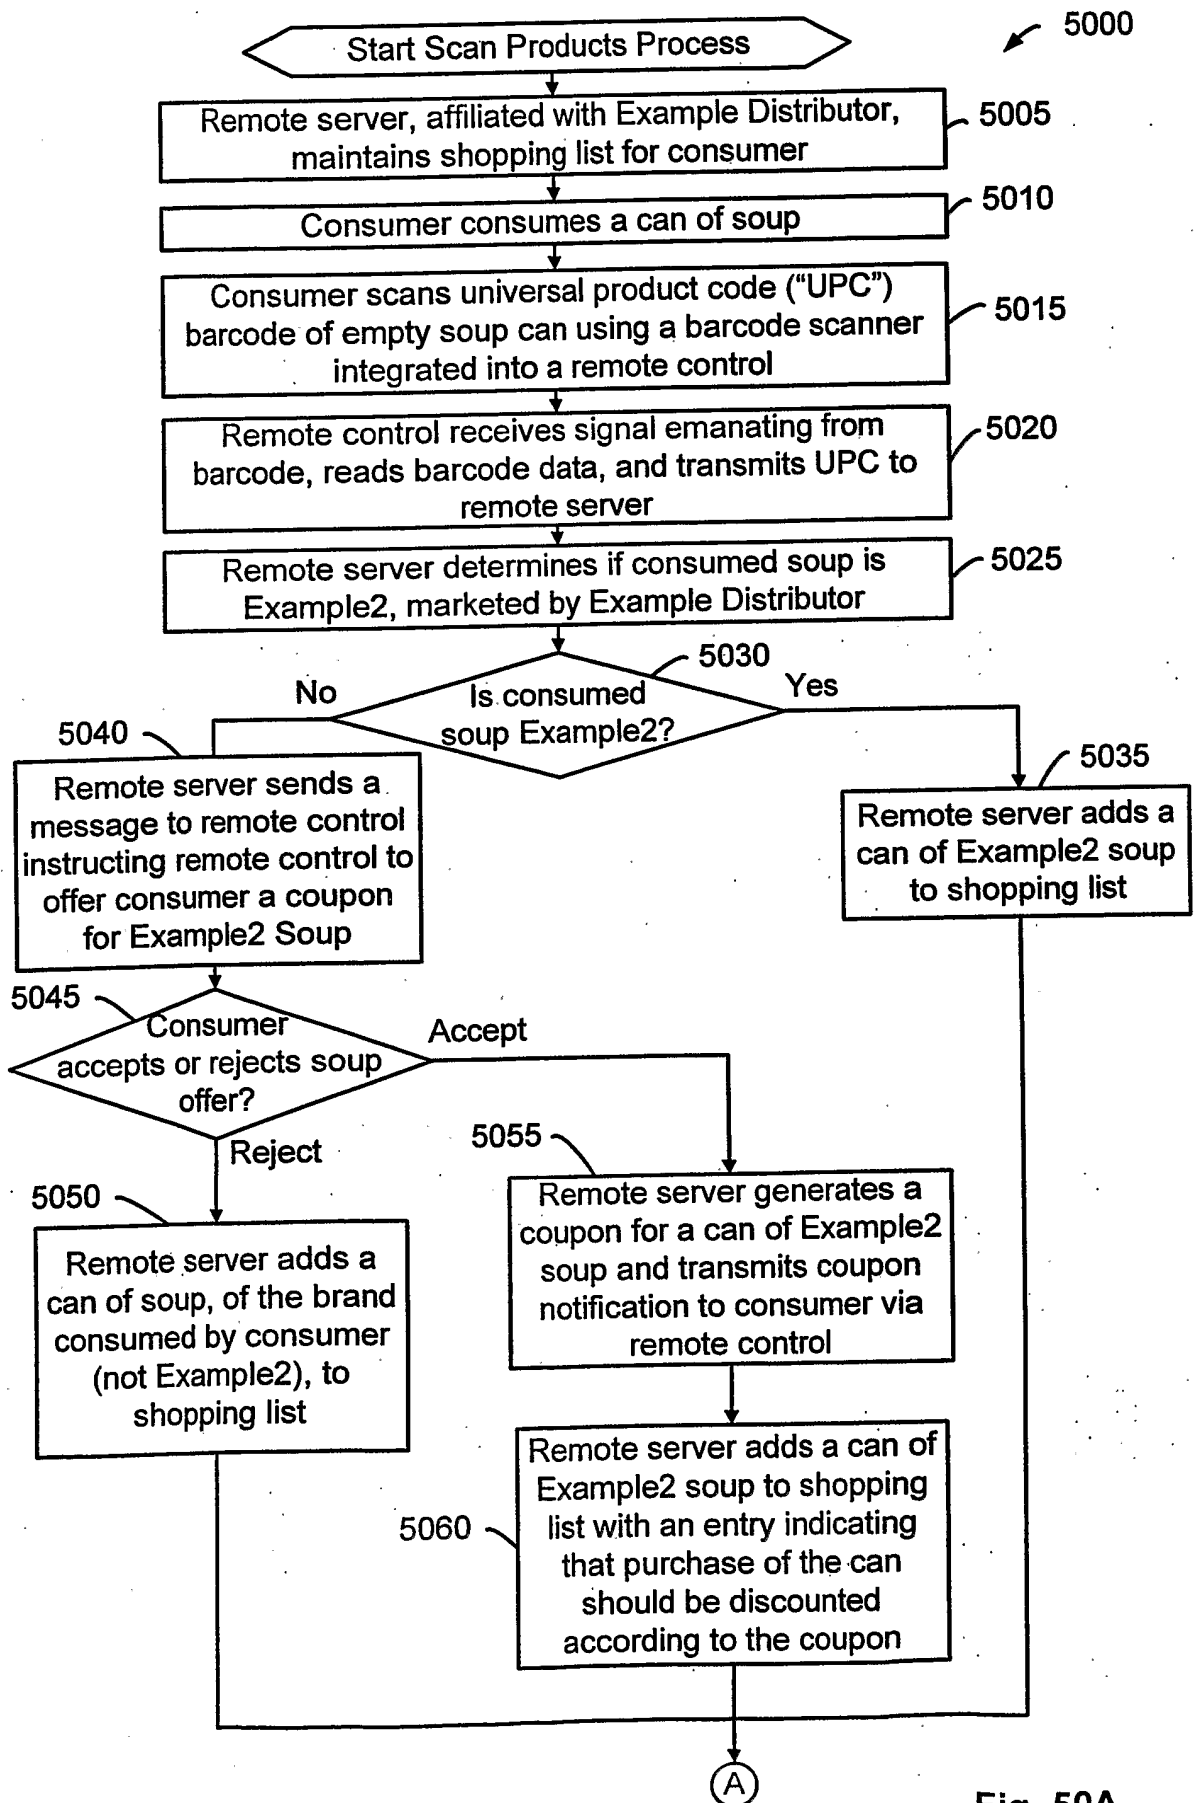 5000
Start Scan Products Process
Remote server, affiliated with Example Distributor,
maintains shopping list for consumer
5005
Consumer consumes a can of soup
5010
Consumer scans universal product code (“UPC”)
barcode of empty soup can using a barcode scanner
integrated into a remote control
5015
Remote control receives signal emanating from
barcode, reads barcode data, and transmits UPC to
remote server
5020
Remote server determines if consumed soup is
Example2, marketed by Example Distributor
5025
5030
Is consumed
soup Example2?
No
Yes
5040
Remote server sends a
message to remote control
instructing remote control to
offer consumer a coupon
for Example2 Soup
5035
Remote server adds a
can of Example2 soup
to shopping list
5045
Consumer
accepts or rejects soup
offer?
Accept
Reject
5050
Remote server adds a
can of soup, of the brand
consumed by consumer
(not Example2), to
shopping list
5055
Remote server generates a
coupon for a can of Example2
soup and transmits coupon
notification to consumer via
remote control
5060
Remote server adds a can of
Example2 soup to shopping
list with an entry indicating
that purchase of the can
should be discounted
according to the coupon
A
Fig. 50A